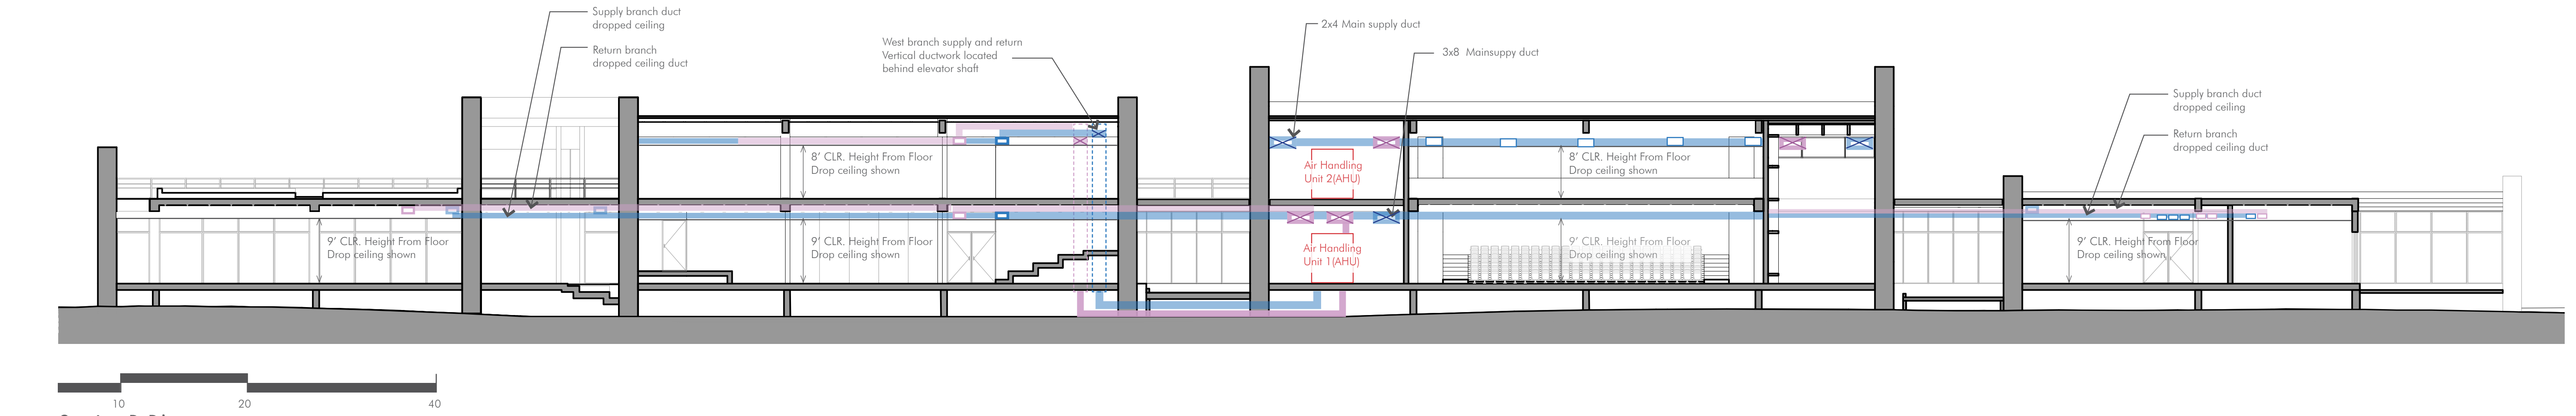 Supply branch duct
dropped ceiling
Return branch
dropped ceiling duct
West branch supply and return
Vertical ductwork located
behind elevator shaft
2x4 Main supply duct
3x8 Mainsuppy duct
Supply branch duct
dropped ceiling
Return branch
dropped ceiling duct
8' CLR. Height From Floor
Drop ceiling shown
Air Handling
Unit 2(AHU)
8' CLR. Height From Floor
Drop ceiling shown
9' CLR. Height From Floor
Drop ceiling shown
9' CLR. Height From Floor
Drop ceiling shown
Air Handling
Unit 1(AHU)
9' CLR. Height From Floor
Drop ceiling shown
9' CLR. Height From Floor
Drop ceiling shown
10 20 40